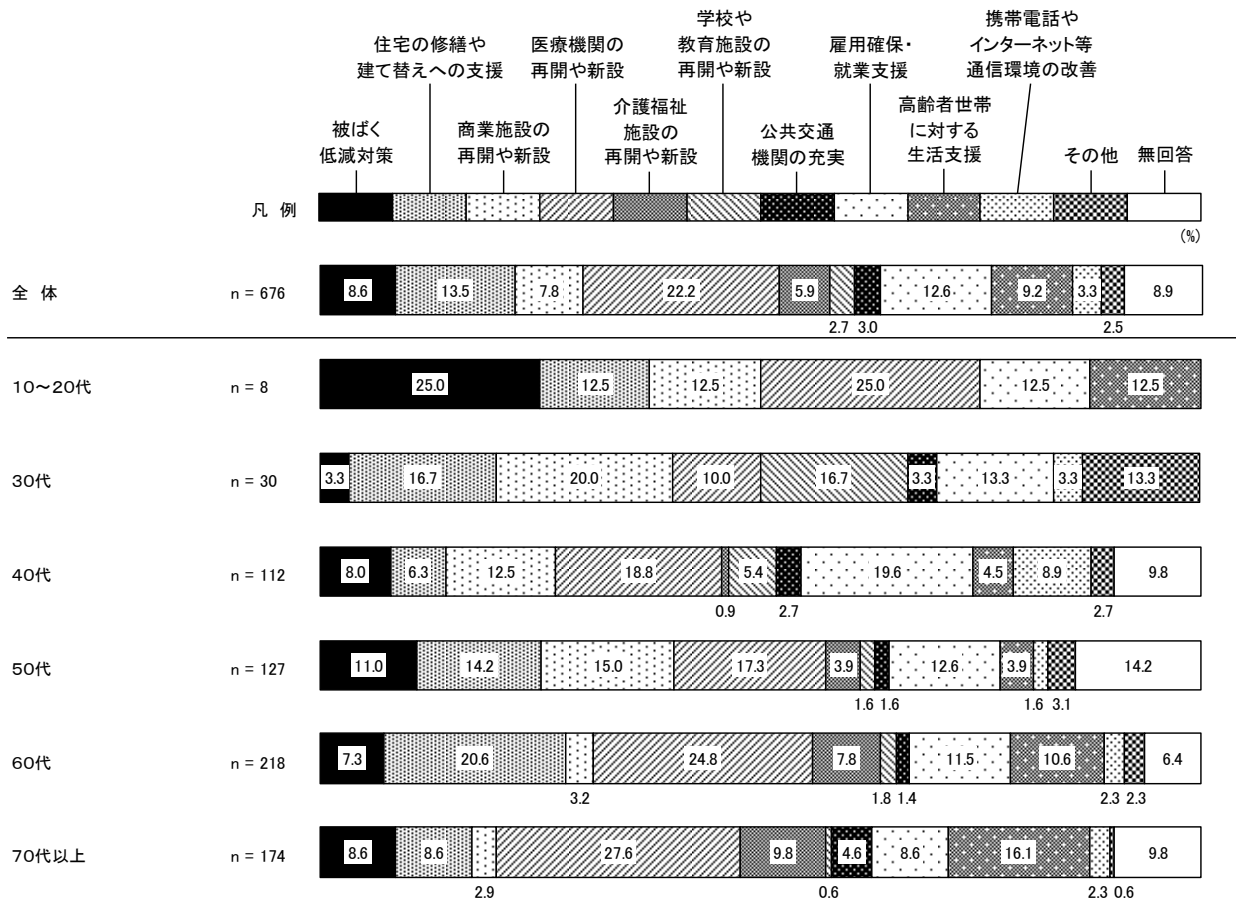 住宅の修繕や
建て替えへの支援
医療機関の
再開や新設
学校や
教育施設の
再開や新設
雇用確保・
就業支援
携帯電話や
インターネット等
通信環境の改善
被ばく
低減対策
商業施設の
再開や新設
介護福祉
施設の
再開や新設
公共交通
機関の充実
高齢者世帯
に対する
生活支援
その他
無回答
凡 例
(%)
全 体 n = 676 8.6 13.5 7.8 22.2 5.9 12.6 9.2 3.3 8.9
2.7 3.0 2.5
10～20代 n = 8 25.0 12.5 12.5 25.0 12.5 12.5
30代 n = 30 3.3 16.7 20.0 10.0 16.7 3.3 13.3 3.3 13.3
40代 n = 112 8.0 6.3 12.5 18.8 5.4 19.6 4.5 8.9 9.8
0.9 2.7 2.7
50代 n = 127 11.0 14.2 15.0 17.3 3.9 12.6 3.9 14.2
1.6 1.6 1.6 3.1
60代 n = 218 7.3 20.6 24.8 7.8 11.5 10.6 6.4
3.2 1.8 1.4 2.3 2.3
70代以上 n = 174 8.6 8.6 27.6 9.8 4.6 8.6 16.1 9.8
2.9 0.6 2.3 0.6